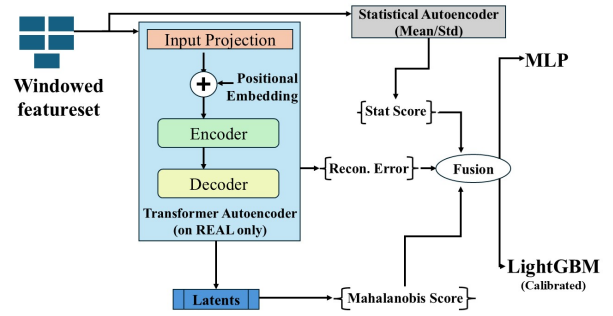 Statistical Autoencoder
(Mean/Std)
Input Projection
MLP
Windowed
featureset
+
Positional
Embedding
{Stat Score}
Encoder
{Recon. Error}
Fusion
Decoder
Transformer Autoencoder
(on REAL only)
LightGBM
(Calibrated)
Latents
{Mahalanobis Score}